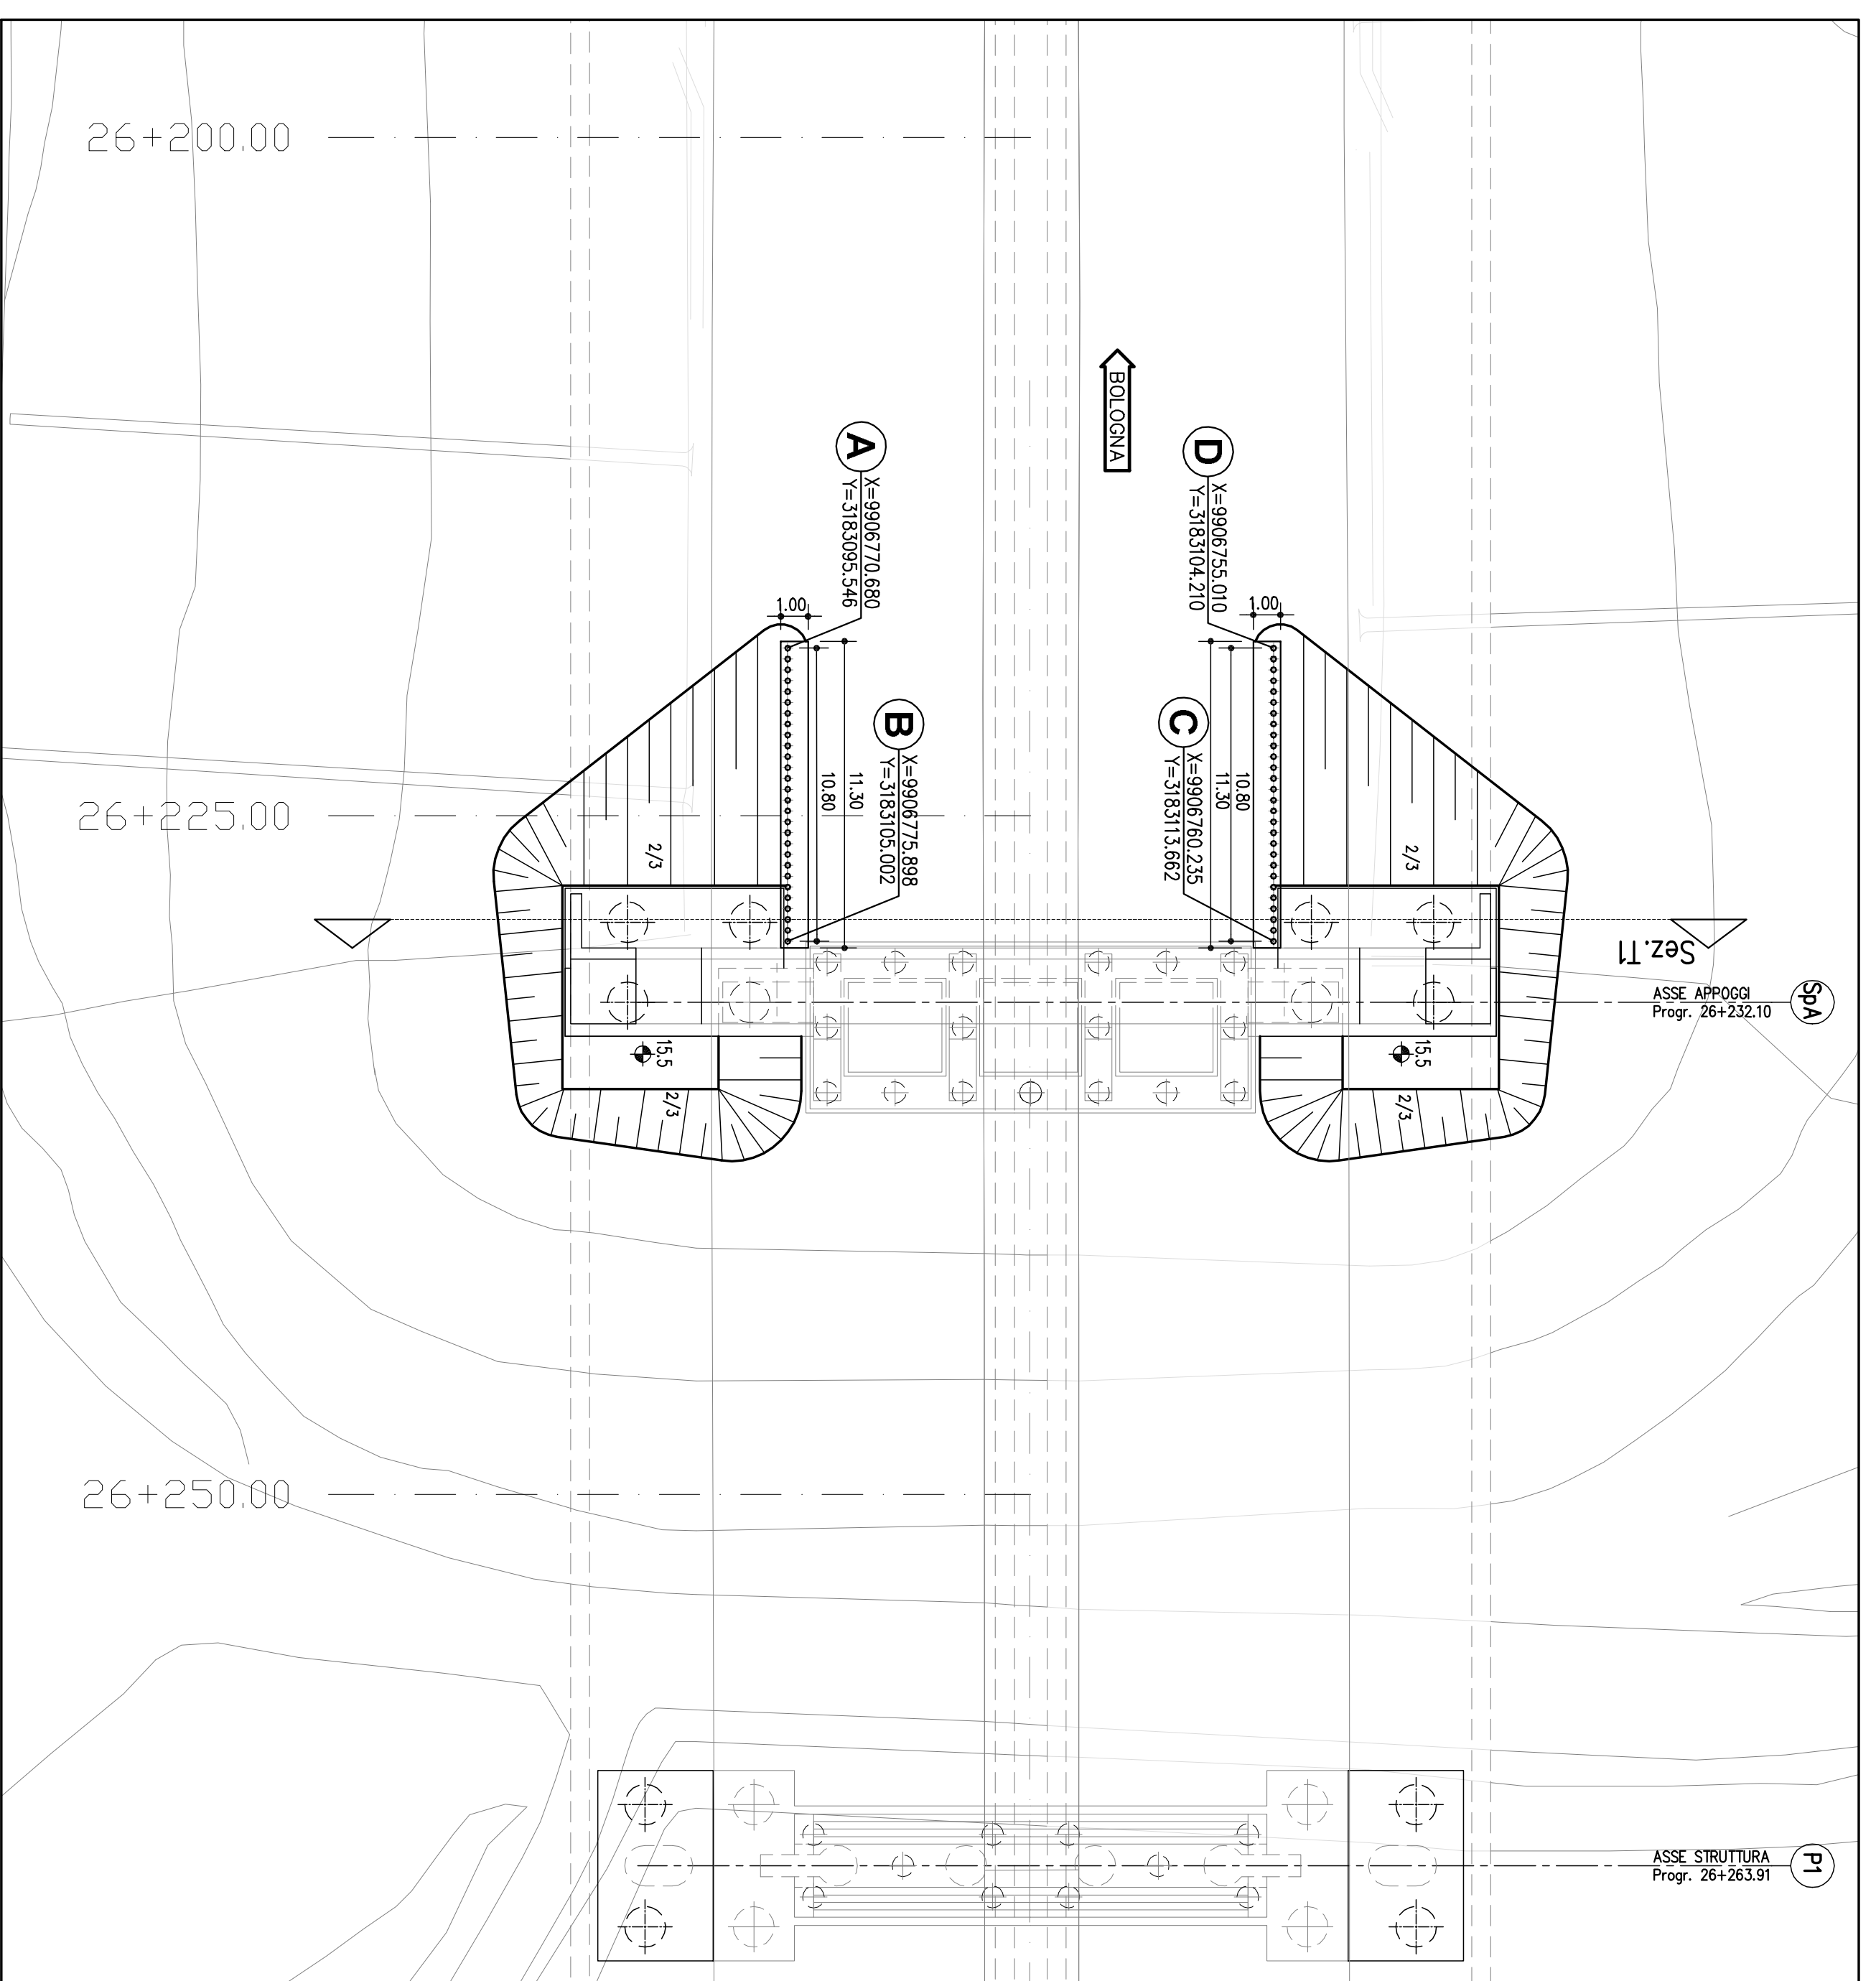 26+200.00
BOLOGNA
A
X=9906770.680
Y=3183095.546
D
X=9906755.010
Y=3183104.210
1.00
1.00
B
X=9906775.898
Y=3183105.002
C
X=9906760.235
Y=3183113.662
11.30
10.80
10.80
11.30
26+225.00
2/3
2/3
Sez.T1
ASSE APPOGGI
Progr. 26+232.10
SpA
15.5
15.5
2/3
2/3
26+250.00
ASSE STRUTTURA
Progr. 26+263.91
P1